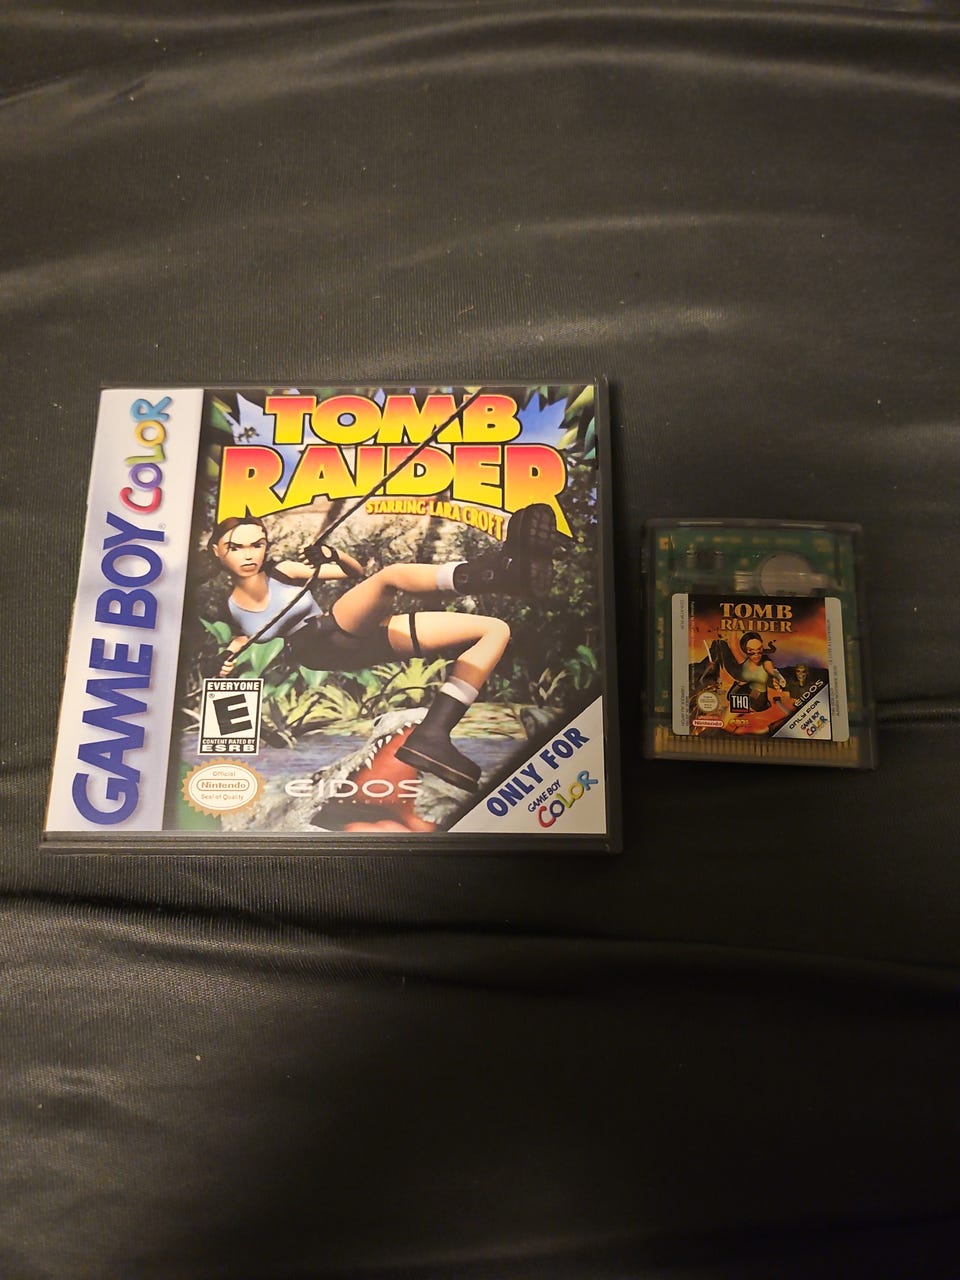 GAME BOY COLOR
TOMB
RAIDER
STARRING LARA CROFT
EVERYONE
E
CONTENT RATED BY
ESRB
Official
Nintendo
Seal of Quality
EIDOS
ONLY FOR
GAME BOY
COLOR
TOMB
RAIDER
THQ
Nintendo
EIDOS
ONLY FOR
GAME BOY
COLOR